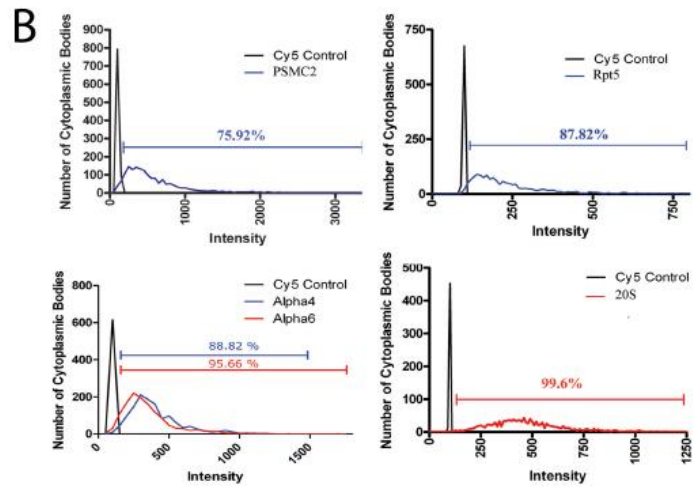 B
Number of Cytoplasmic Bodies
900
800
700
600
500
400
300
200
100
0
Cy5 Control
PSMC2
75.92%
0
1000
2000
3000
Intensity
Number of Cytoplasmic Bodies
750
500
250
0
Cy5 Control
Rpt5
87.82%
0
250
500
750
Intensity
Number of Cytoplasmic Bodies
800
600
400
200
0
Cy5 Control
Alpha4
Alpha6
88.82 %
95.66 %
0
500
1000
1500
Intensity
Number of Cytoplasmic Bodies
500
400
300
200
100
0
Cy5 Control
20S
99.6%
0
250
500
750
1000
1250
Intensity